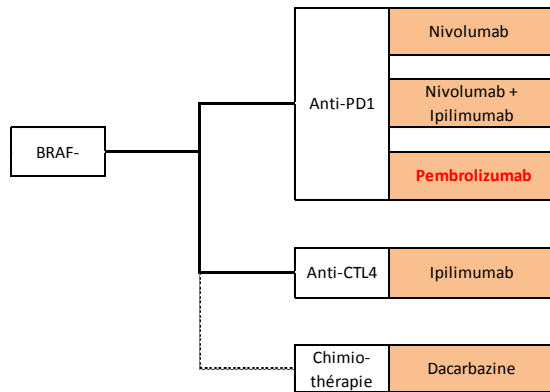 Nivolumab
Anti-PD1
Nivolumab +
Ipilimumab
BRAF-
Pembrolizumab
Anti-CTL4
Ipilimumab
Chimio-
thérapie
Dacarbazine